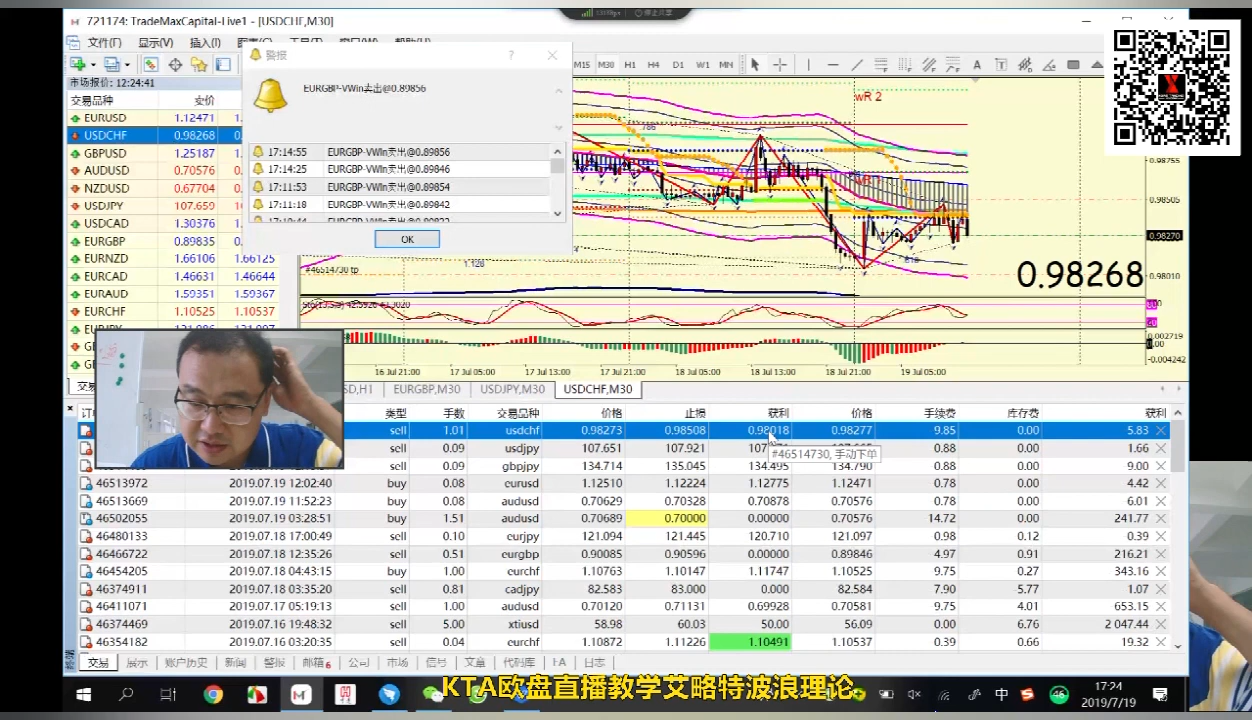 721174: TradeMaxCapital-Live1 - [USDCHF,M30]
文件(F) 显示(V) 插入(I)
M15 M30 H1 H4 D1 W1 MN
市场报价: 12:24:41
交易品种 卖价
EURUSD 1.12471
USDCHF 0.98268
GBPUSD 1.25187
AUDUSD 0.70576
NZDUSD 0.67704
USDJPY 107.659
USDCAD 1.30376
EURGBP 0.89835
EURNZD 1.66106 1.66125
EURCAD 1.46631 1.46644
EURAUD 1.59351 1.59367
EURCHF 1.10525 1.10537
警报
EURGBP-VWin卖出@0.89856
17:14:55 EURGBP-VWin卖出@0.89856
17:14:25 EURGBP-VWin卖出@0.89846
17:11:53 EURGBP-VWin卖出@0.89854
17:11:18 EURGBP-VWin卖出@0.89842
OK
wR 2
786
1.128
618
#46514730 tp
0.98268
0.98755
0.98505
0.98270
0.98010
0.002719
0.00
-0.004242
16 Jul 21:00 17 Jul 05:00 17 Jul 13:00 17 Jul 21:00 18 Jul 05:00 18 Jul 13:00 18 Jul 21:00 19 Jul 05:00
EURGBP,M30 USDJPY,M30 USDCHF,M30
类型 手数 交易品种 价格 止损 获利 价格 手续费 库存费 获利
sell 1.01 usdchf 0.98273 0.98508 0.98018 0.98277 9.85 0.00 5.83
sell 0.09 usdjpy 107.651 107.921 0.88 0.00 1.66
#46514730, 手动下单
sell 0.09 gbpjpy 134.714 135.045 134.495 134.790 0.88 0.00 9.00
46513972 2019.07.19 12:02:40 buy 0.08 eurusd 1.12510 1.12224 1.12775 1.12471 0.78 0.00 4.42
46513669 2019.07.19 11:52:23 buy 0.08 audusd 0.70629 0.70328 0.70878 0.70576 0.78 0.00 6.01
46502055 2019.07.19 03:28:51 buy 1.51 audusd 0.70689 0.70000 0.00000 0.70576 14.72 0.00 241.77
46480133 2019.07.18 17:00:49 sell 0.10 eurjpy 121.094 121.445 120.710 121.097 0.98 0.12 0.39
46466722 2019.07.18 12:35:26 sell 0.51 eurgbp 0.90085 0.90596 0.00000 0.89846 4.97 0.91 216.21
46454205 2019.07.18 04:43:15 buy 1.00 eurchf 1.10763 1.10147 1.11747 1.10525 9.75 0.27 343.16
46374911 2019.07.18 03:35:20 sell 0.81 cadjpy 82.583 83.000 0.000 82.584 7.90 5.77 1.07
46411071 2019.07.17 05:19:13 sell 1.00 audusd 0.70120 0.71131 0.69928 0.70581 9.75 4.01 653.15
46374469 2019.07.16 19:48:32 sell 5.00 xtiusd 58.98 60.03 50.00 56.09 0.00 6.76 2 047.44
46354182 2019.07.16 03:20:35 sell 0.04 eurchf 1.10872 1.11226 1.10491 1.10537 0.39 0.66 19.32
交易 展示 账户历史 新闻 警报 邮箱6 公司 市场 信号 文章 代码库 EA 日志
KTA欧盘直播教学艾略特波浪理论
46
中
17:24
2019/7/19